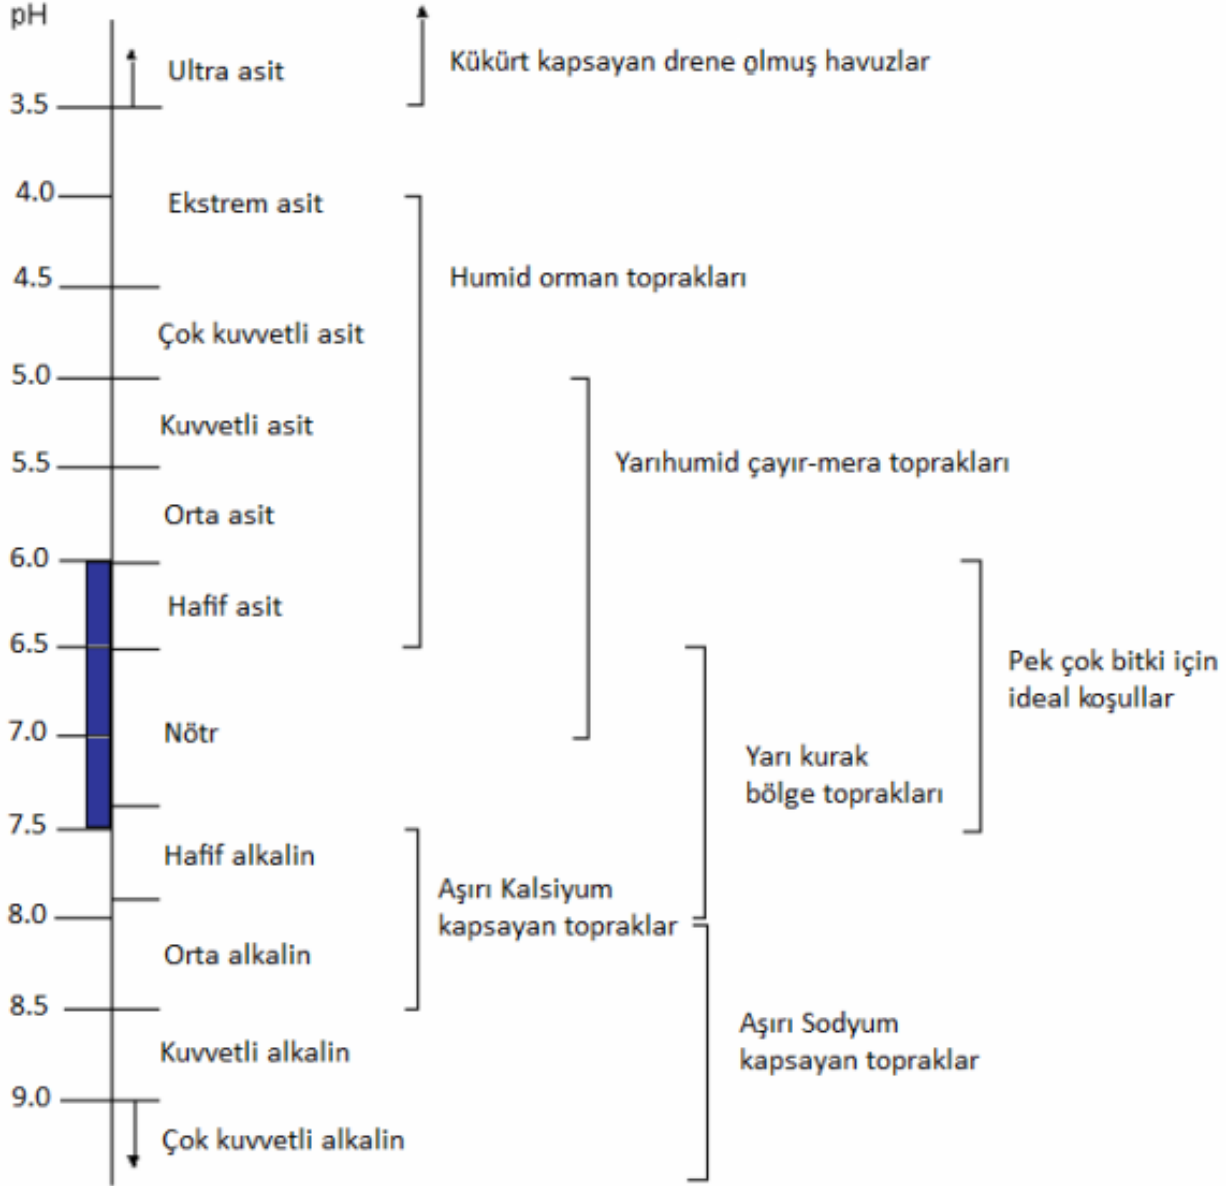 pH
Ultra asit
Kükürt kapsayan drene olmuş havuzlar
3.5
4.0
Ekstrem asit
4.5
Humid orman toprakları
Çok kuvvetli asit
5.0
Kuvvetli asit
Yarıhumid çayır-mera toprakları
5.5
Orta asit
6.0
Hafif asit
6.5
Pek çok bitki için
ideal koşullar
7.0
Nötr
Yarı kurak
bölge toprakları
7.5
Hafif alkalin
Aşırı Kalsiyum
kapsayan topraklar
8.0
Orta alkalin
8.5
Aşırı Sodyum
kapsayan topraklar
Kuvvetli alkalin
9.0
Çok kuvvetli alkalin